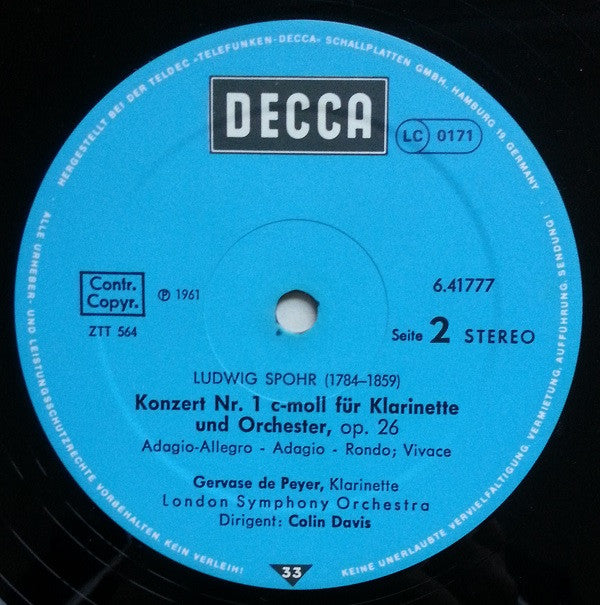 HERGESTELLT BEI DER TELDEC »TELEFUNKEN-DECCA« SCHALLPLATTEN GMBH, HAMBURG 19 GERMANY
DECCA
LC 0171
Contr.
Copyr.
℗ 1961
6.41777
ZTT 564
Seite 2 STEREO
LUDWIG SPOHR (1784–1859)
Konzert Nr. 1 c-moll für Klarinette
und Orchester, op. 26
Adagio-Allegro - Adagio - Rondo; Vivace
Gervase de Peyer, Klarinette
London Symphony Orchestra
Dirigent: Colin Davis
33
ALLE URHEBER- UND LEISTUNGSSCHUTZRECHTE VORBEHALTEN. KEIN VERLEIH!
KEINE UNERLAUBTE VERVIELFÄLTIGUNG, VERMIETUNG, AUFFÜHRUNG, SENDUNG!